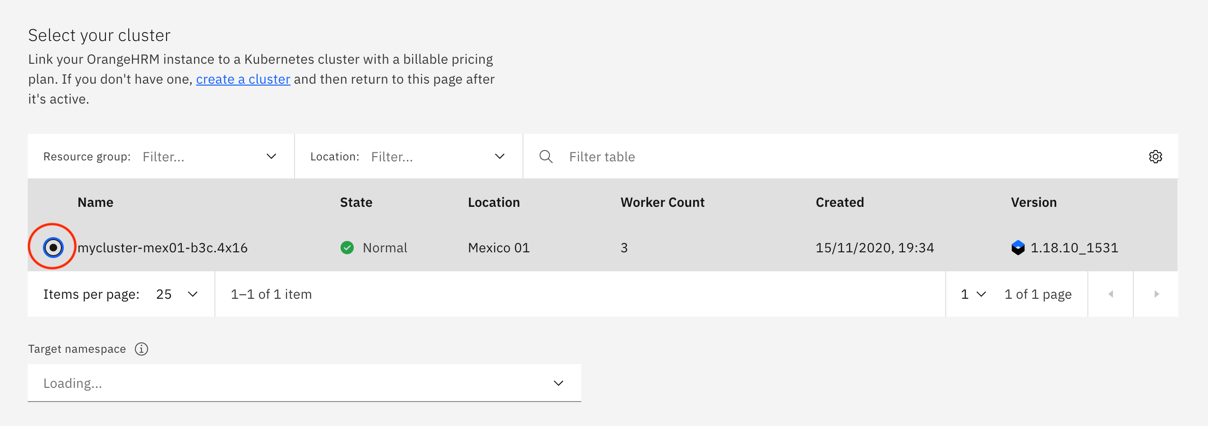 Select your cluster
Link your OrangeHRM instance to a Kubernetes cluster with a billable pricing
plan. If you don't have one, create a cluster and then return to this page after
it's active.
Resource group: Filter... Location: Filter... Filter table
Name State Location Worker Count Created Version
mycluster-mex01-b3c.4x16 Normal Mexico 01 3 15/11/2020, 19:34 1.18.10_1531
Items per page: 25 1–1 of 1 item 1 1 of 1 page
Target namespace
Loading...